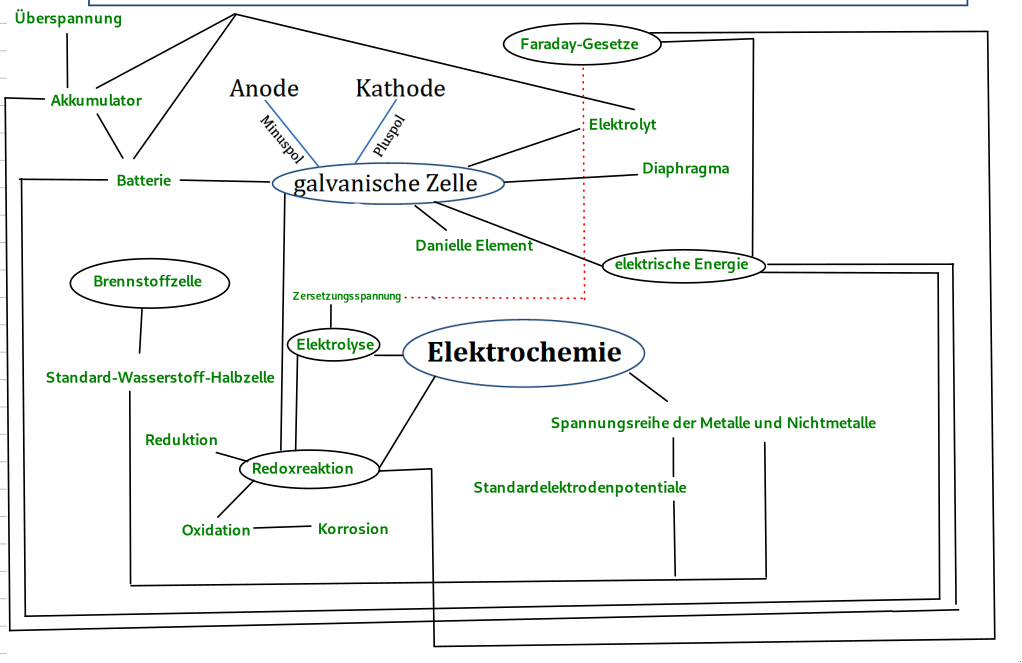 Überspannung
Faraday-Gesetze
Anode
Kathode
Akkumulator
Elektrolyt
Minuspol
Pluspol
Diaphragma
Batterie
galvanische Zelle
Danielle Element
elektrische Energie
Brennstoffzelle
Zersetzungsspannung
Elektrolyse
Elektrochemie
Standard-Wasserstoff-Halbzelle
Spannungsreihe der Metalle und Nichtmetalle
Reduktion
Redoxreaktion
Standardelektrodenpotentiale
Oxidation
Korrosion